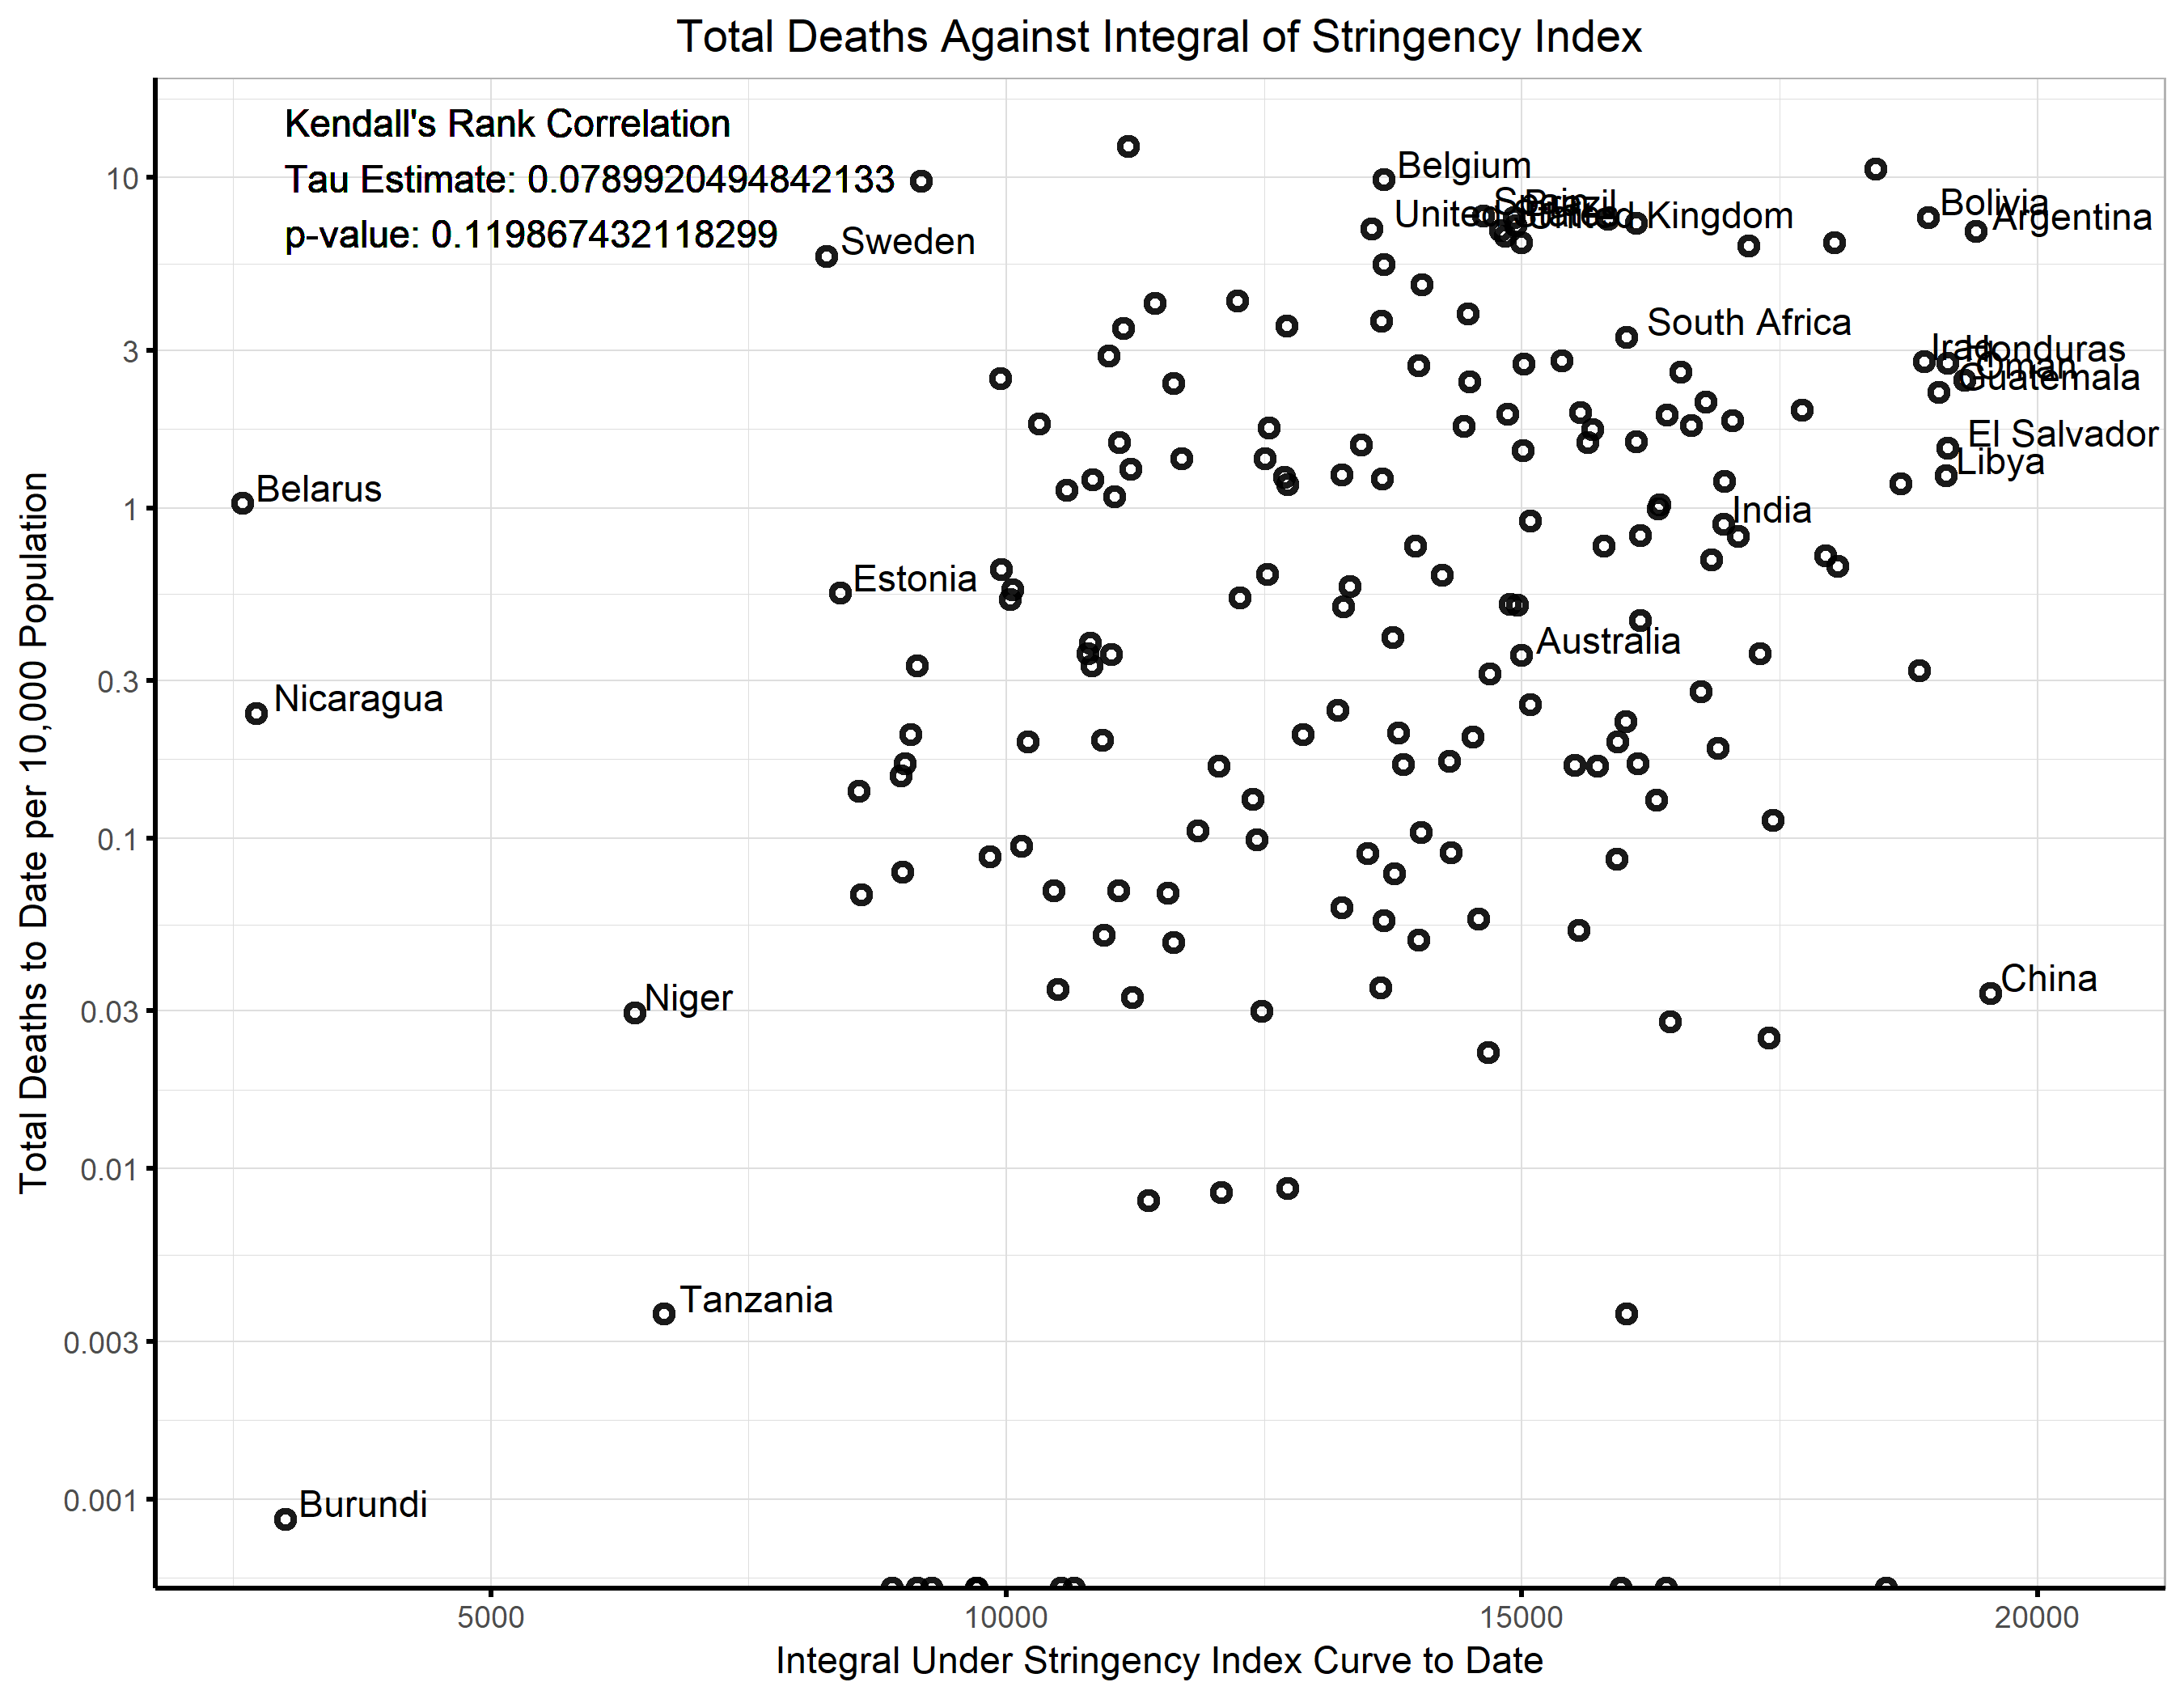 Total Deaths Against Integral of Stringency Index
Kendall's Rank Correlation
Tau Estimate: 0.0789920494842133
p-value: 0.119867432118299
Belgium
Spain
Brazil
United Kingdom
Bolivia
Argentina
Sweden
South Africa
Iraq
Honduras
Oman
Guatemala
El Salvador
Libya
Belarus
India
Estonia
Australia
Nicaragua
Niger
China
Tanzania
Burundi
10
3
1
0.3
0.1
0.03
0.01
0.003
0.001
Total Deaths to Date per 10,000 Population
5000
10000
15000
20000
Integral Under Stringency Index Curve to Date